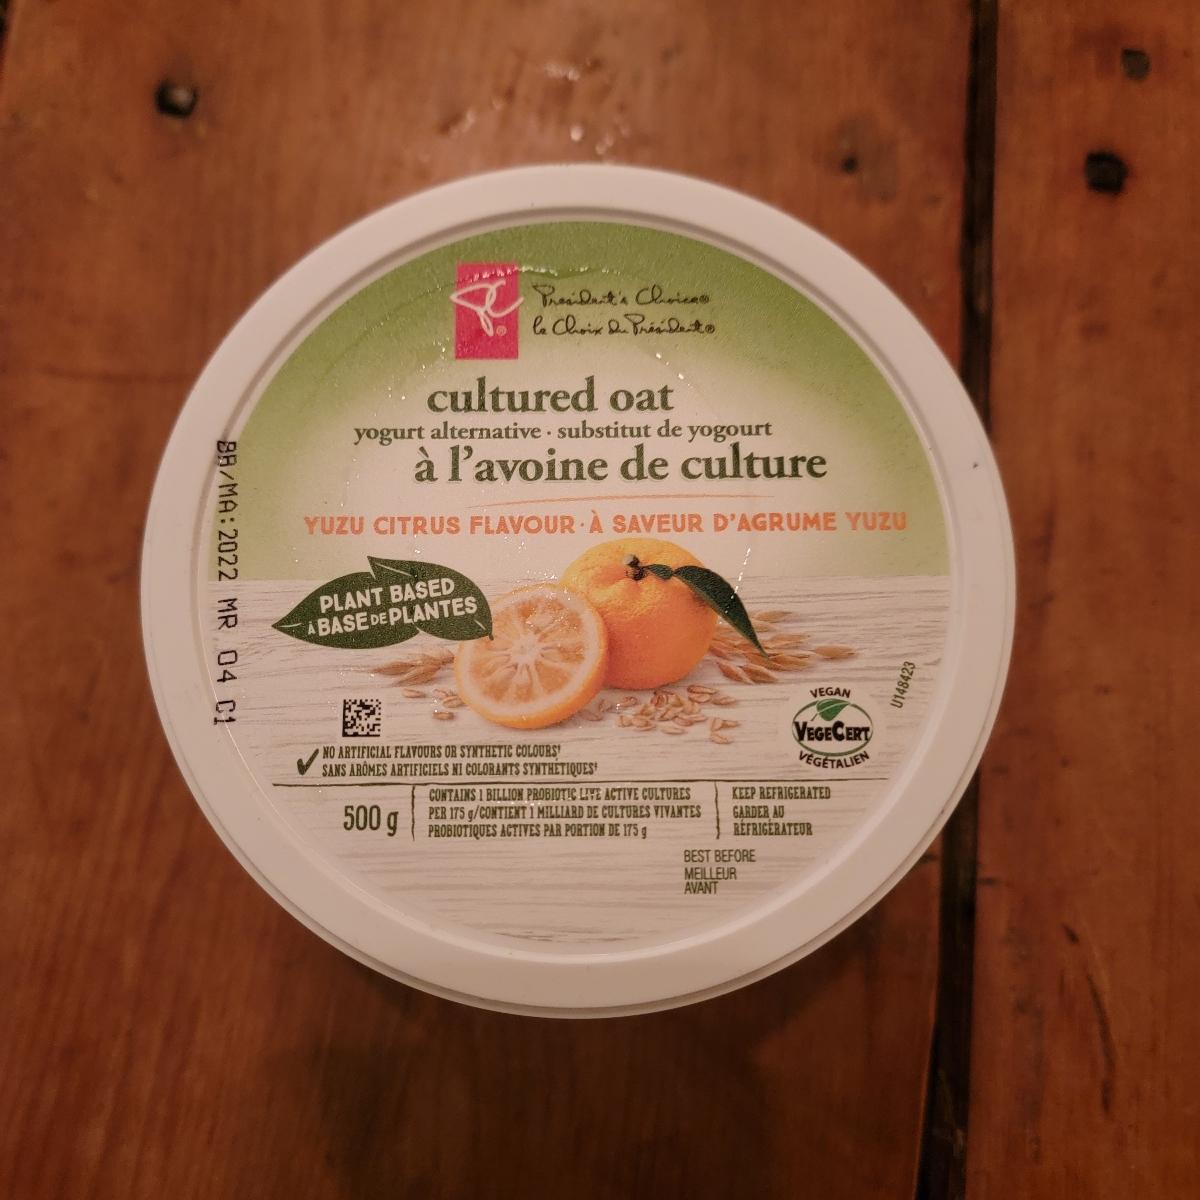 PC®
President's Choice®
le Choix du Président®
cultured oat
yogurt alternative · substitut de yogourt
à l'avoine de culture
YUZU CITRUS FLAVOUR · À SAVEUR D'AGRUME YUZU
PLANT BASED
À BASE DE PLANTES
BB/MA:2022 MR 04 C1
U148423
VEGAN
VEGECERT
VÉGÉTALIEN
NO ARTIFICIAL FLAVOURS OR SYNTHETIC COLOURS†
SANS ARÔMES ARTIFICIELS NI COLORANTS SYNTHÉTIQUES‡
500 g
CONTAINS 1 BILLION PROBIOTIC LIVE ACTIVE CULTURES
PER 175 g/CONTIENT 1 MILLIARD DE CULTURES VIVANTES
PROBIOTIQUES ACTIVES PAR PORTION DE 175 g
KEEP REFRIGERATED
GARDER AU
RÉFRIGÉRATEUR
BEST BEFORE
MEILLEUR
AVANT